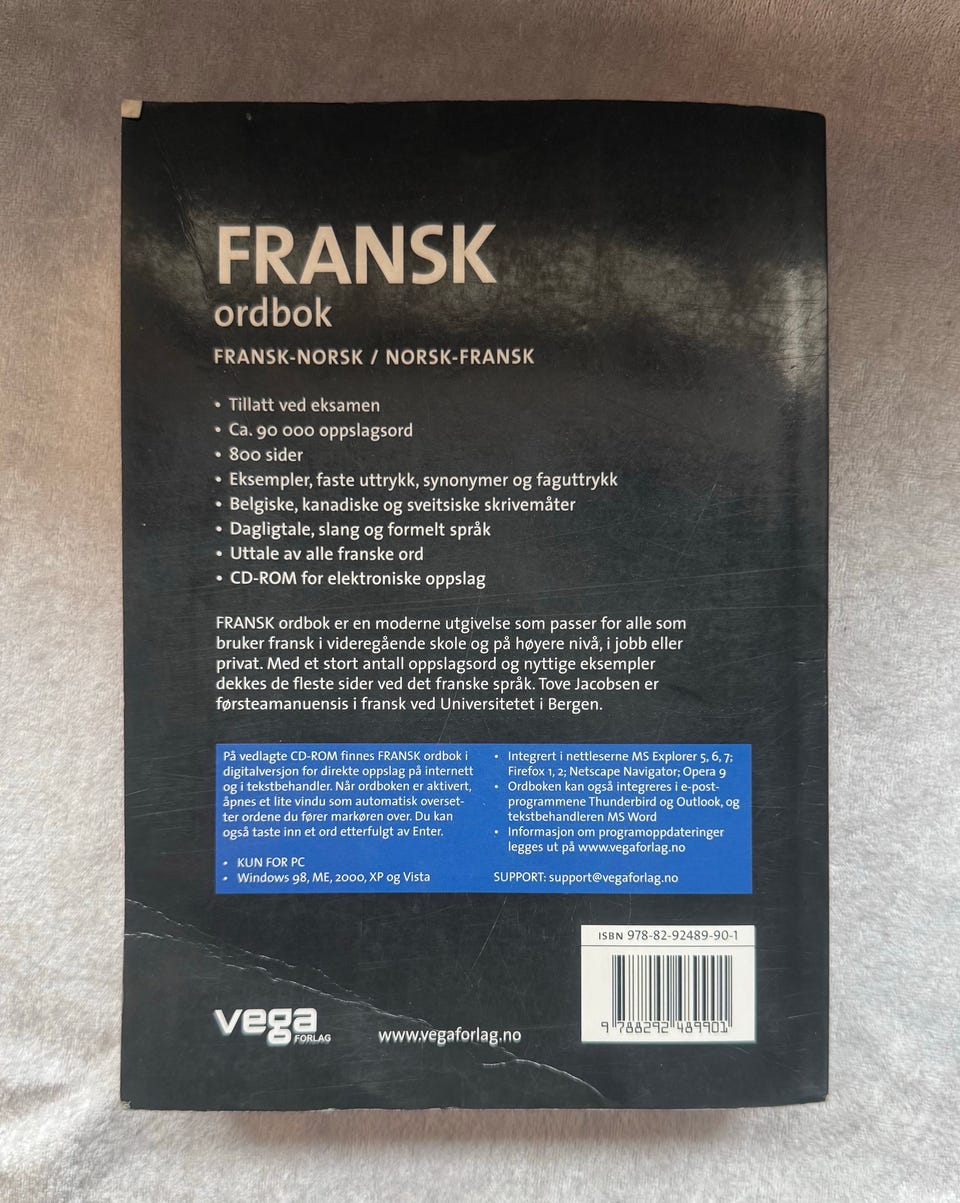 FRANSK
ordbok
FRANSK-NORSK / NORSK-FRANSK
• Tillatt ved eksamen
• Ca. 90 000 oppslagsord
• 800 sider
• Eksempler, faste uttrykk, synonymer og faguttrykk
• Belgiske, kanadiske og sveitsiske skrivemåter
• Dagligtale, slang og formelt språk
• Uttale av alle franske ord
• CD-ROM for elektroniske oppslag
FRANSK ordbok er en moderne utgivelse som passer for alle som
bruker fransk i videregående skole og på høyere nivå, i jobb eller
privat. Med et stort antall oppslagsord og nyttige eksempler
dekkes de fleste sider ved det franske språk. Tove Jacobsen er
førsteamanuensis i fransk ved Universitetet i Bergen.
På vedlagte CD-ROM finnes FRANSK ordbok i
digitalversjon for direkte oppslag på internett
og i tekstbehandler. Når ordboken er aktivert,
åpnes et lite vindu som automatisk overset-
ter ordene du fører markøren over. Du kan
også taste inn et ord etterfulgt av Enter.
• KUN FOR PC
• Windows 98, ME, 2000, XP og Vista
• Integrert i nettleserne MS Explorer 5, 6, 7;
Firefox 1, 2; Netscape Navigator; Opera 9
• Ordboken kan også integreres i e-post-
programmene Thunderbird og Outlook, og
tekstbehandleren MS Word
• Informasjon om programoppdateringer
legges ut på www.vegaforlag.no
SUPPORT: support@vegaforlag.no
ISBN 978-82-92489-90-1
9 788292 489901
vega
FORLAG
www.vegaforlag.no